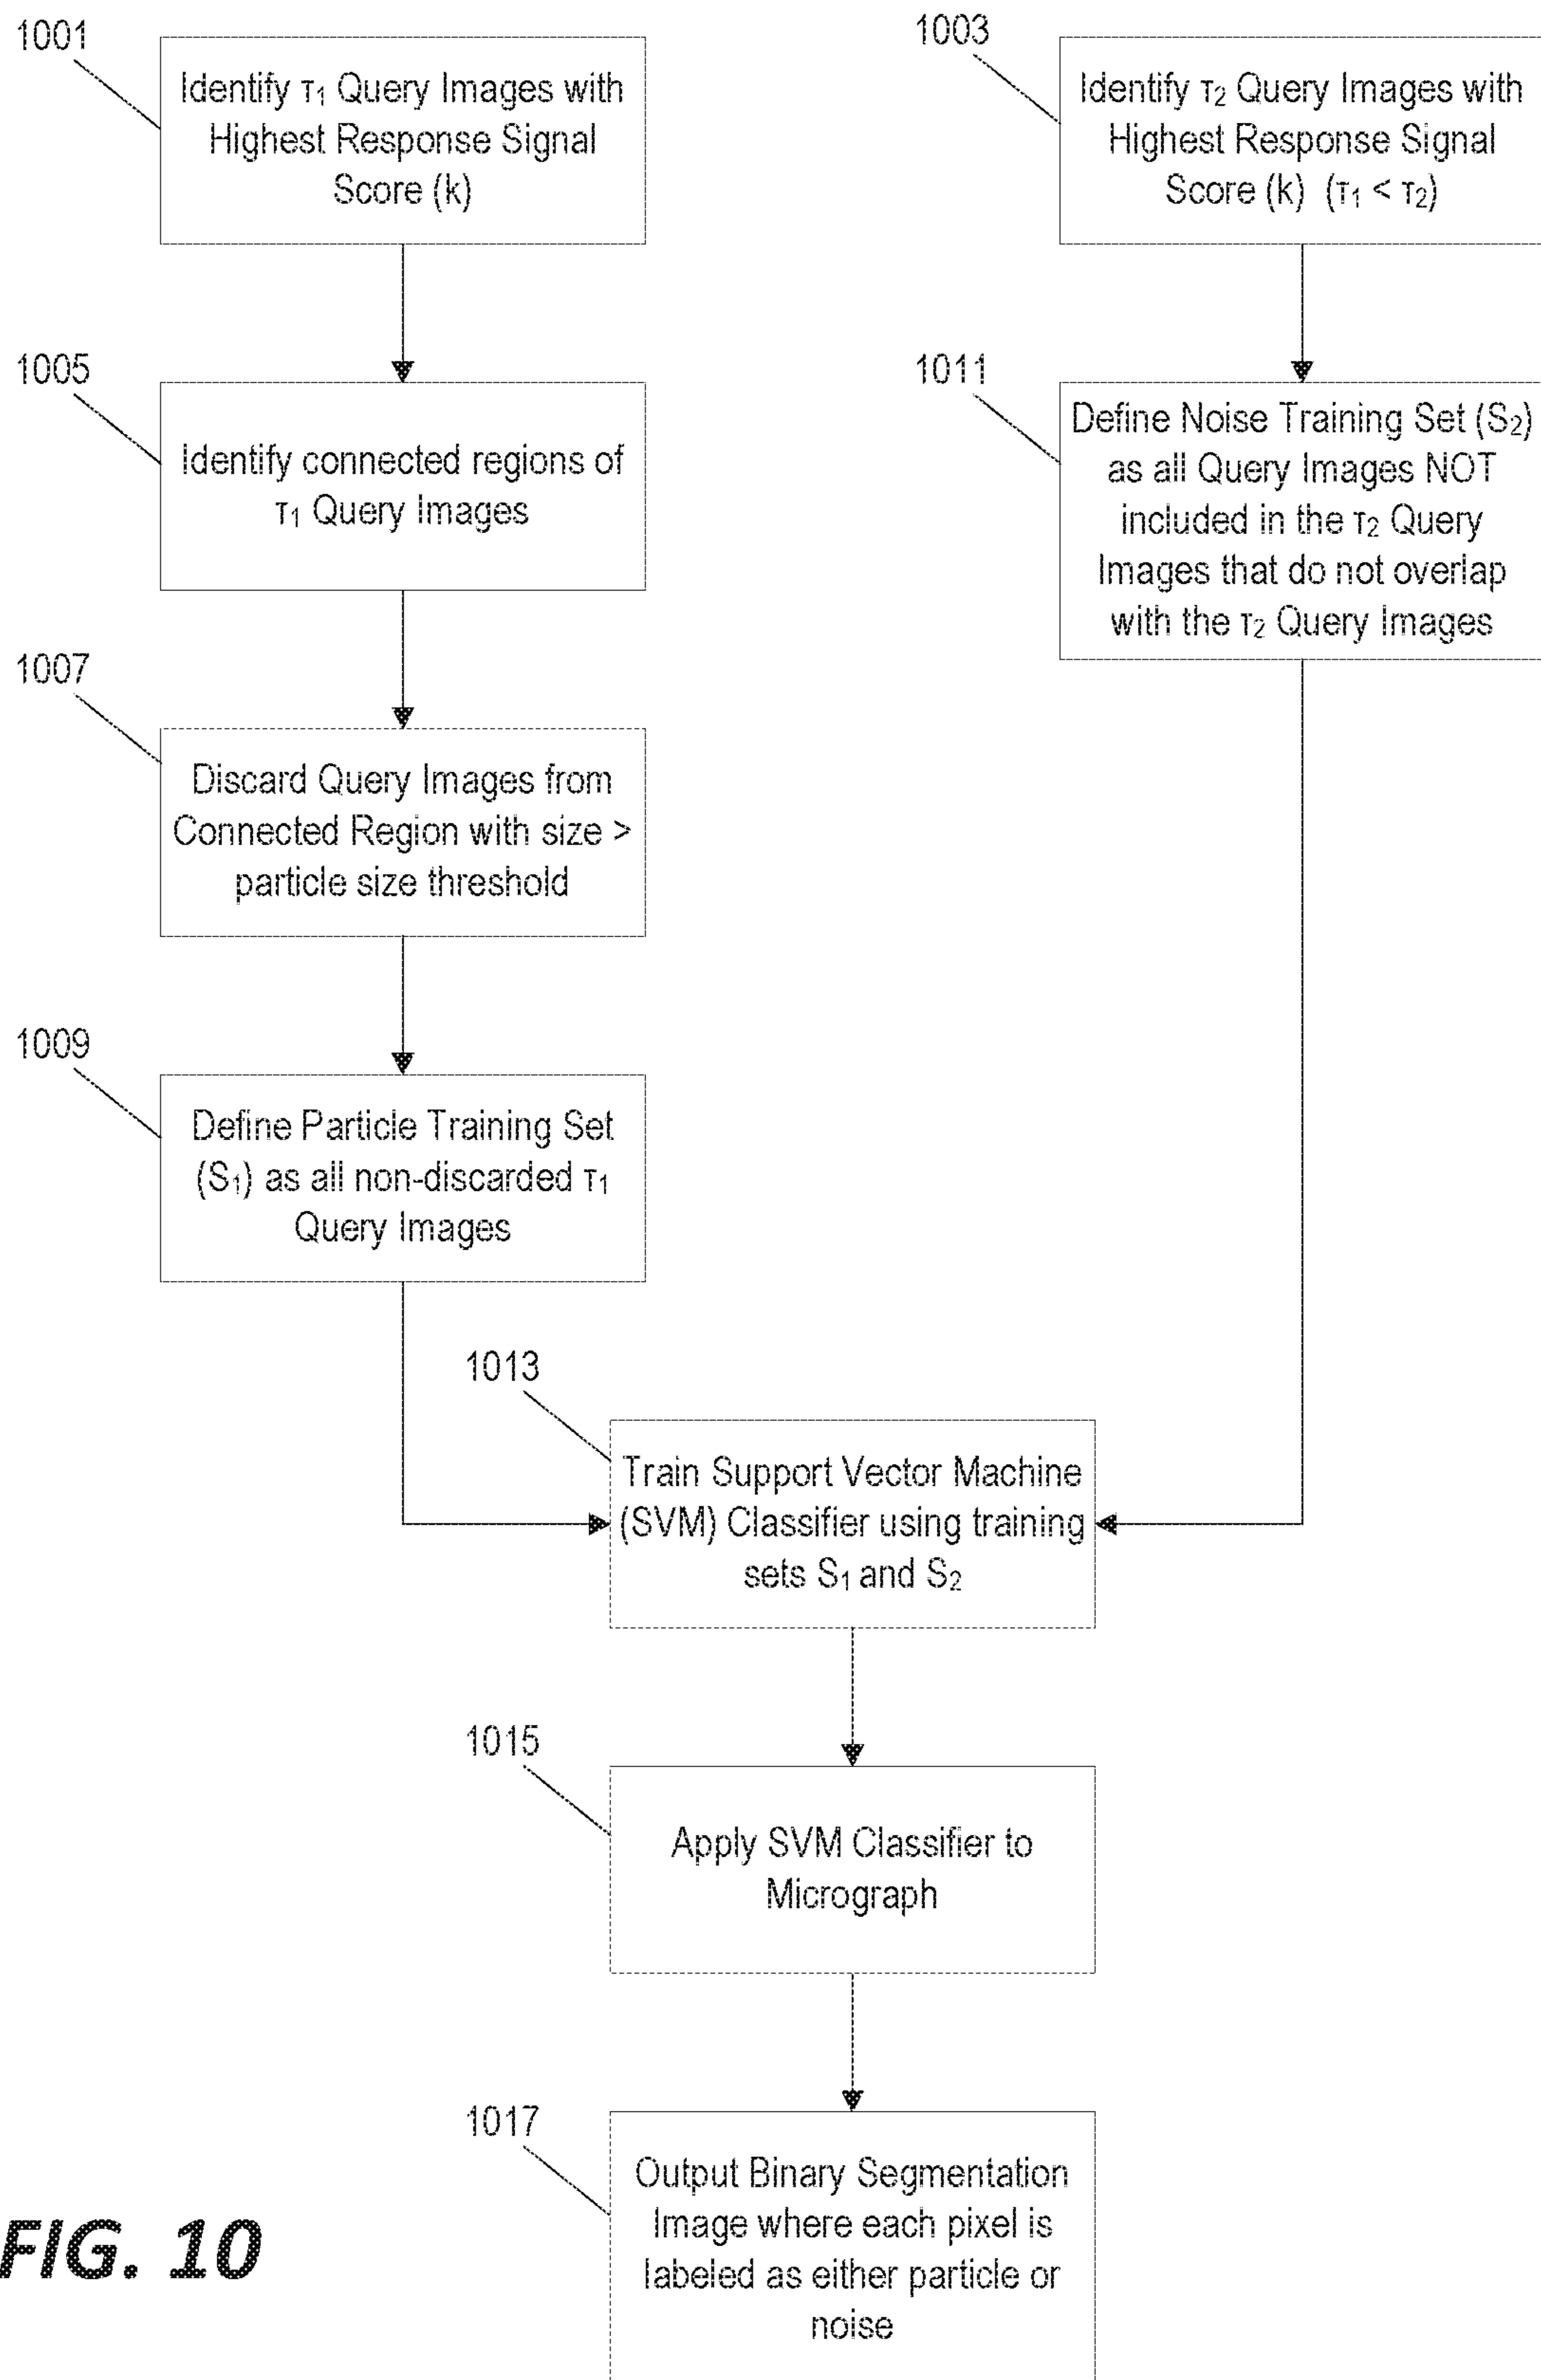 1001
Identify τ₁ Query Images with
Highest Response Signal
Score (k)
1003
Identify τ₂ Query Images with
Highest Response Signal
Score (k) (τ₁ < τ₂)
1005
Identify connected regions of
τ₁ Query Images
1011
Define Noise Training Set (S₂)
as all Query Images NOT
included in the τ₂ Query
Images that do not overlap
with the τ₂ Query Images
1007
Discard Query Images from
Connected Region with size >
particle size threshold
1009
Define Particle Training Set
(S₁) as all non-discarded τ₁
Query Images
1013
Train Support Vector Machine
(SVM) Classifier using training
sets S₁ and S₂
1015
Apply SVM Classifier to
Micrograph
1017
Output Binary Segmentation
Image where each pixel is
labeled as either particle or
noise
FIG. 10